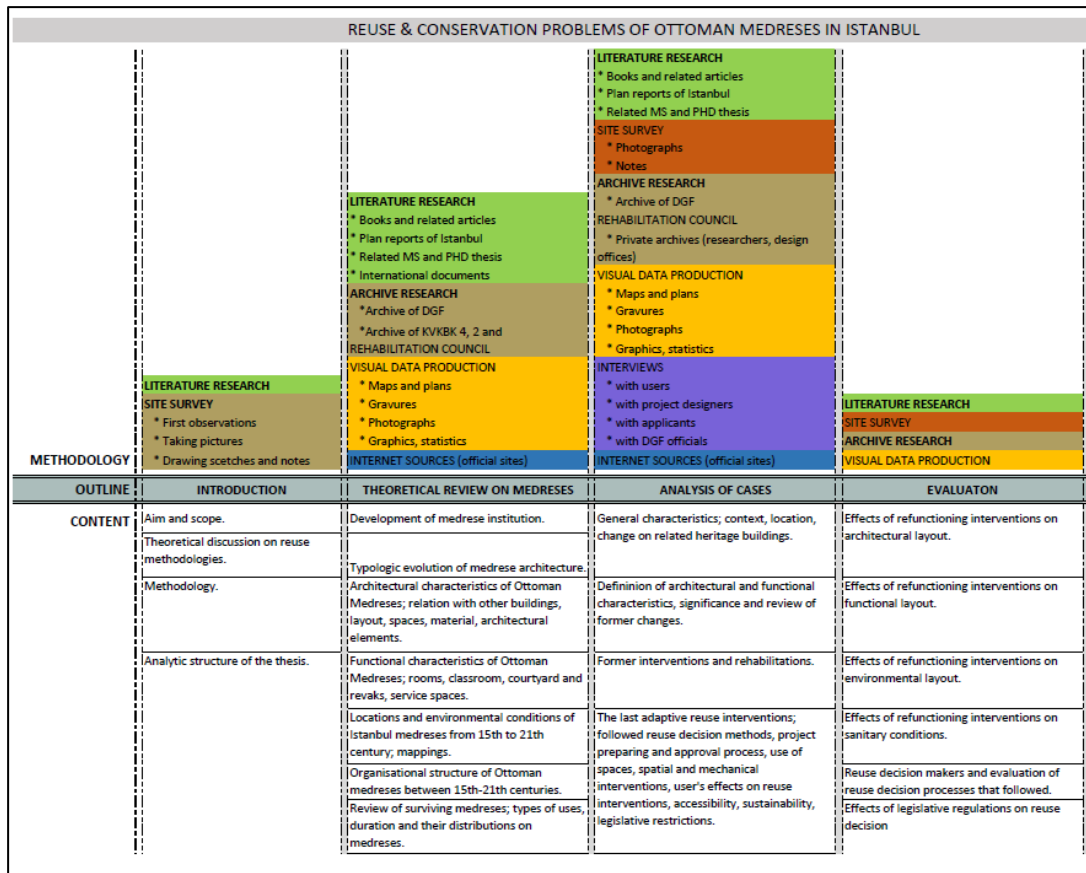 REUSE & CONSERVATION PROBLEMS OF OTTOMAN MEDRESES IN ISTANBUL
METHODOLOGY
LITERATURE RESEARCH
SITE SURVEY
* First observations
* Taking pictures
* Drawing scetches and notes
LITERATURE RESEARCH
* Books and related articles
* Plan reports of Istanbul
* Related MS and PHD thesis
* International documents
ARCHIVE RESEARCH
*Archive of DGF
*Archive of KVKBK 4, 2 and
REHABILITATION COUNCIL
VISUAL DATA PRODUCTION
* Maps and plans
* Gravures
* Photographs
* Graphics, statistics
INTERNET SOURCES (official sites)
LITERATURE RESEARCH
* Books and related articles
* Plan reports of Istanbul
* Related MS and PHD thesis
SITE SURVEY
* Photographs
* Notes
ARCHIVE RESEARCH
* Archive of DGF
REHABILITATION COUNCIL
* Private archives (researchers, design
offices)
VISUAL DATA PRODUCTION
* Maps and plans
* Gravures
* Photographs
* Graphics, statistics
INTERVIEWS
* with users
* with project designers
* with applicants
* with DGF officials
INTERNET SOURCES (official sites)
LITERATURE RESEARCH
SITE SURVEY
ARCHIVE RESEARCH
VISUAL DATA PRODUCTION
OUTLINE
INTRODUCTION
THEORETICAL REVIEW ON MEDRESES
ANALYSIS OF CASES
EVALUATON
CONTENT
Aim and scope.
Theoretical discussion on reuse
methodologies.
Methodology.
Analytic structure of the thesis.
Development of medrese institution.
Typologic evolution of medrese architecture.
Architectural characteristics of Ottoman
Medreses; relation with other buildings,
layout, spaces, material, architectural
elements.
Functional characteristics of Ottoman
Medreses; rooms, classroom, courtyard and
revaks, service spaces.
Locations and environmental conditions of
Istanbul medreses from 15th to 21th
century; mappings.
Organisational structure of Ottoman
medreses between 15th-21th centuries.
Review of surviving medreses; types of uses,
duration and their distributions on
medreses.
General characteristics; context, location,
change on related heritage buildings.
Defininion of architectural and functional
characteristics, significance and review of
former changes.
Former interventions and rehabilitations.
The last adaptive reuse interventions;
followed reuse decision methods, project
preparing and approval process, use of
spaces, spatial and mechanical
interventions, user's effects on reuse
interventions, accessibility, sustainability,
legislative restrictions.
Effects of refunctioning interventions on
architectural layout.
Effects of refunctioning interventions on
functional layout.
Effects of refunctioning interventions on
environmental layout.
Effects of refunctioning interventions on
sanitary conditions.
Reuse decision makers and evaluation of
reuse decision processes that followed.
Effects of legislative regulations on reuse
decision